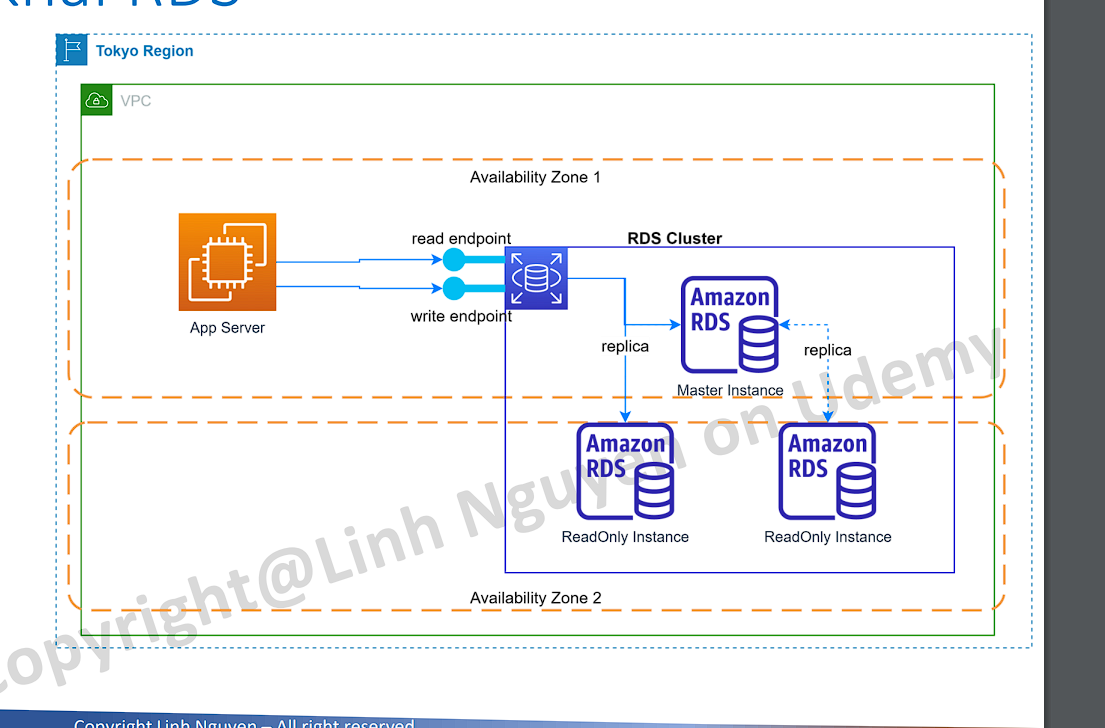 RDS
Tokyo Region
VPC
Availability Zone 1
read endpoint
RDS Cluster
Amazon
RDS
write endpoint
App Server
replica
replica
Master Instance
Amazon
RDS
Amazon
RDS
ReadOnly Instance
ReadOnly Instance
Availability Zone 2
copyright@Linh Nguyen on Udemy
Copyright Linh Nguyen – All right reserved